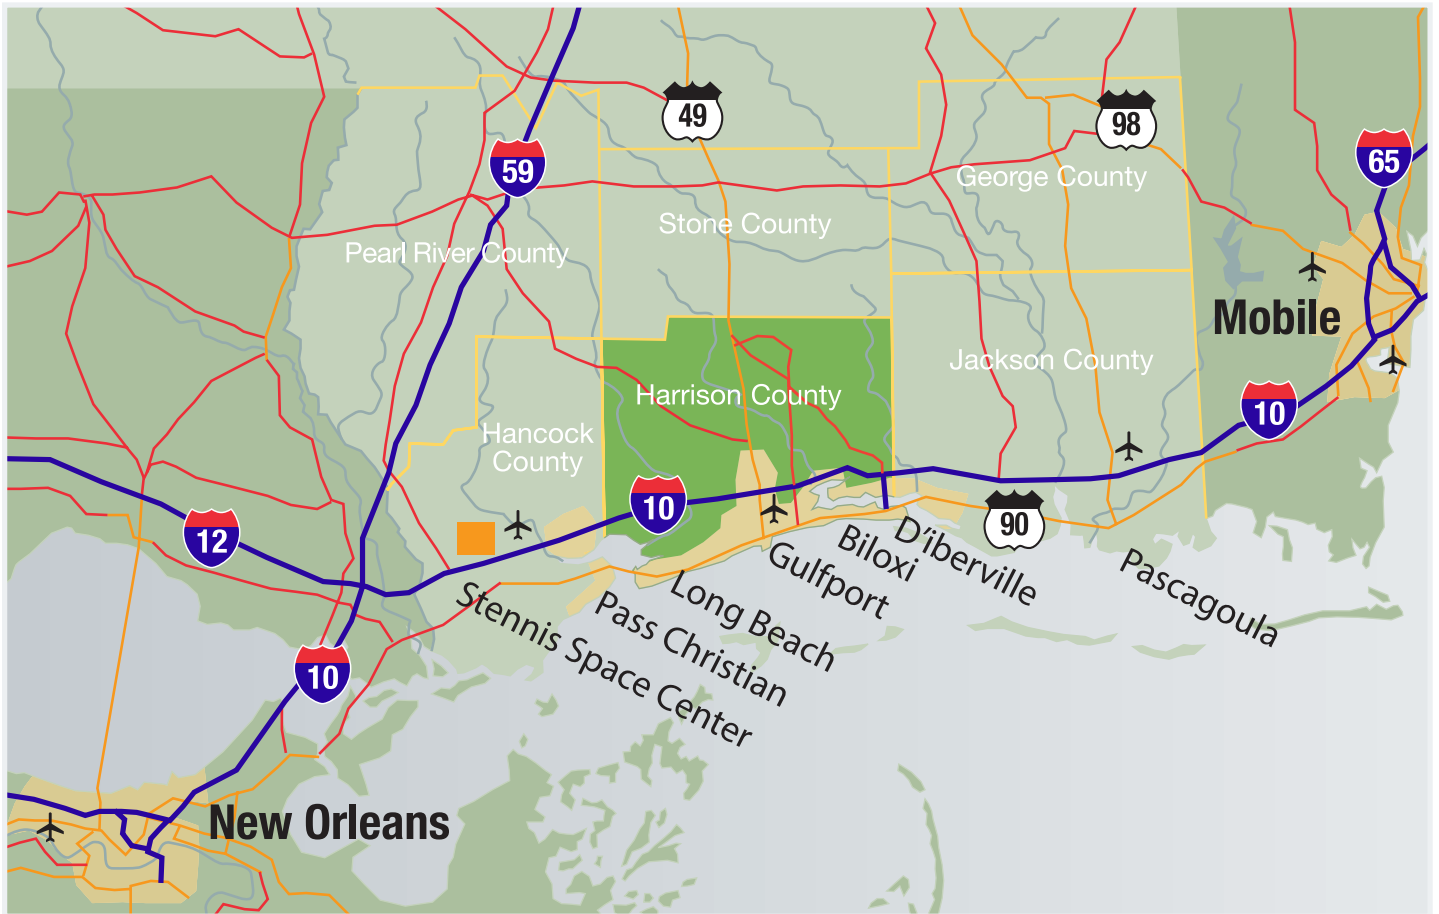 49
98
65
59
George County
Stone County
Pearl River County
Mobile
Jackson County
Harrison County
10
Hancock
County
10
90
12
D'iberville
Biloxi
Gulfport
Pascagoula
Long Beach
Pass Christian
Stennis Space Center
10
New Orleans